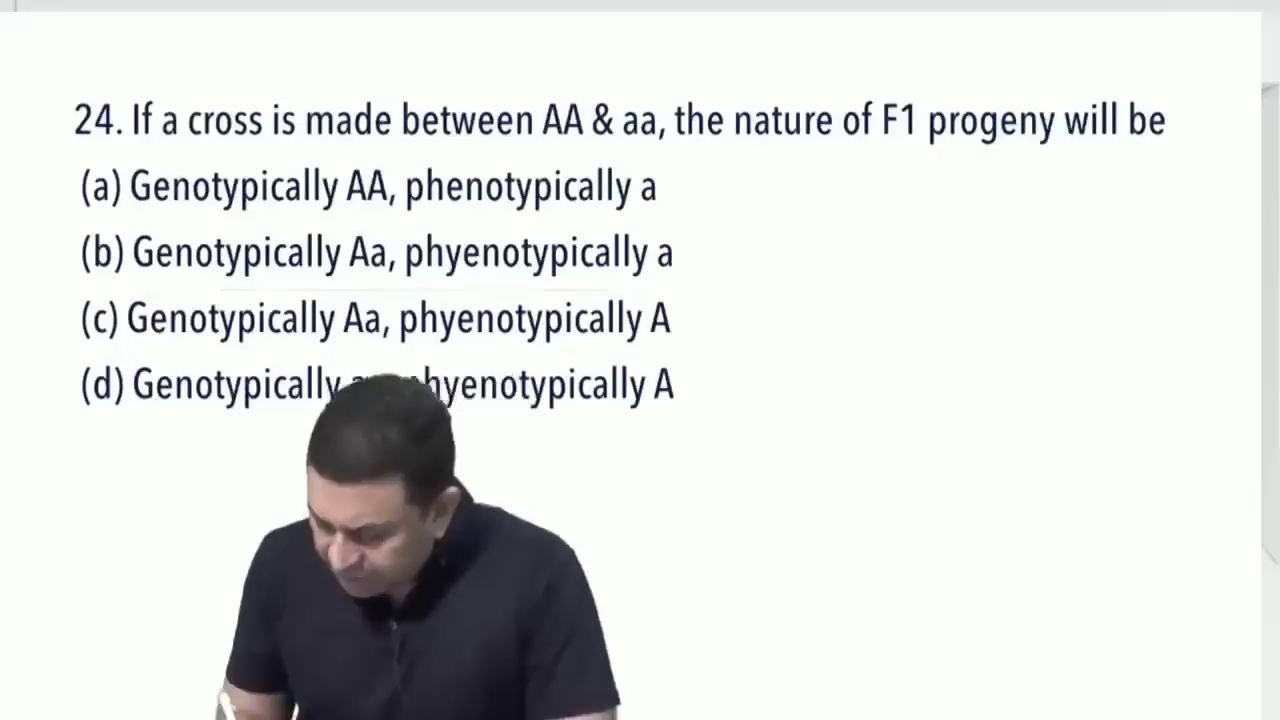 24. If a cross is made between AA & aa, the nature of F1 progeny will be
(a) Genotypically AA, phenotypically a
(b) Genotypically Aa, phyenotypically a
(c) Genotypically Aa, phyenotypically A
(d) Genotypically phyenotypically A